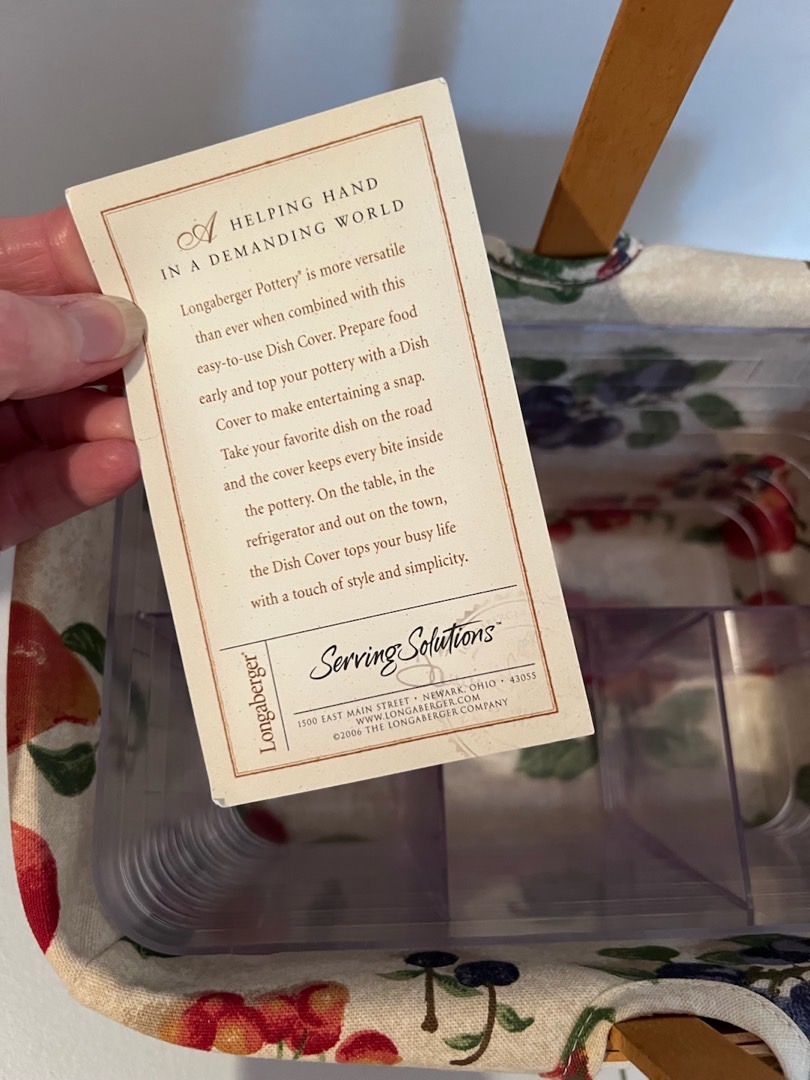 A HELPING HAND
IN A DEMANDING WORLD
Longaberger Pottery® is more versatile
than ever when combined with this
easy-to-use Dish Cover. Prepare food
early and top your pottery with a Dish
Cover to make entertaining a snap.
Take your favorite dish on the road
and the cover keeps every bite inside
the pottery. On the table, in the
refrigerator and out on the town,
the Dish Cover tops your busy life
with a touch of style and simplicity.
Longaberger®
Serving Solutions™
1500 EAST MAIN STREET • NEWARK, OHIO • 43055
WWW.LONGABERGER.COM
©2006 THE LONGABERGER COMPANY